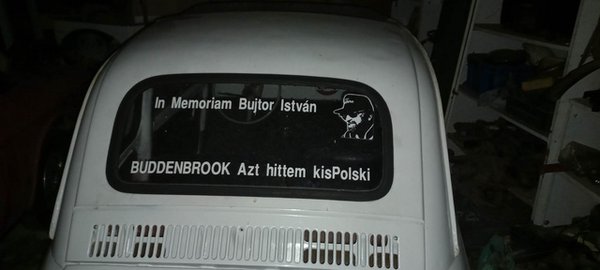 In Memoriam Bujtor István
BUDDENBROOK Azt hittem kisPolski